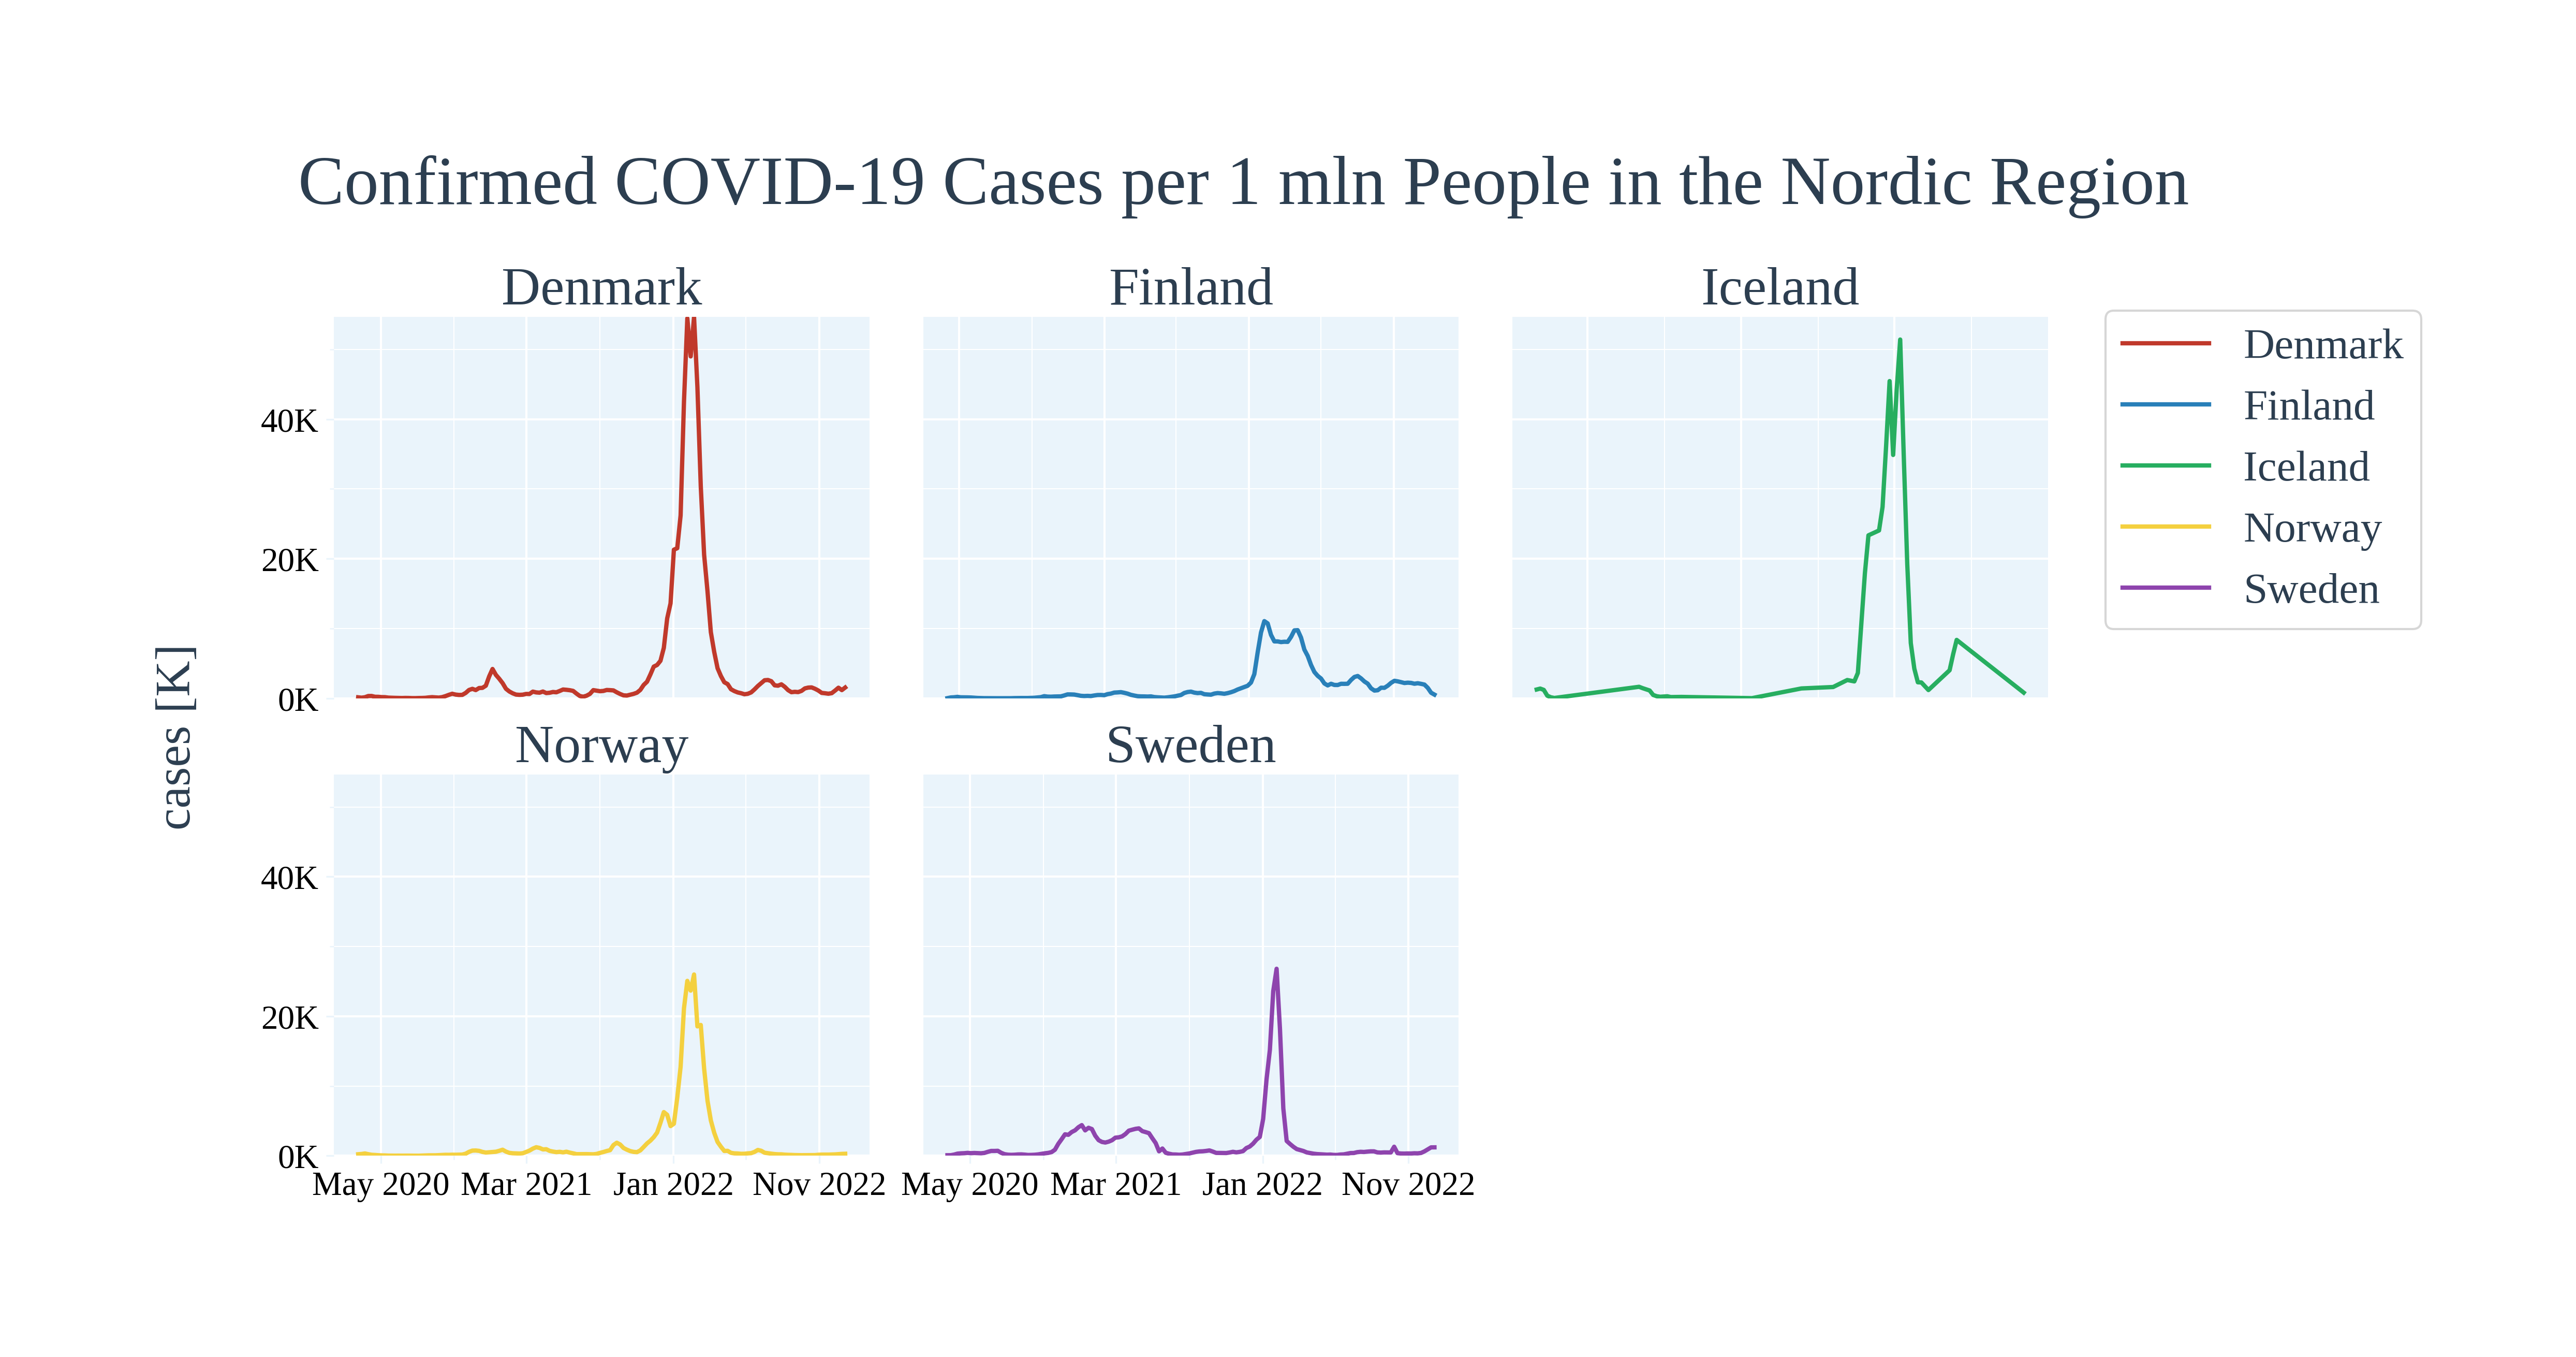 Confirmed COVID-19 Cases per 1 mln People in the Nordic Region
Denmark
Finland
Iceland
40K
20K
0K
Denmark
Finland
Iceland
Norway
Sweden
cases [K]
Norway
Sweden
40K
20K
0K
May 2020 Mar 2021 Jan 2022 Nov 2022
May 2020 Mar 2021 Jan 2022 Nov 2022